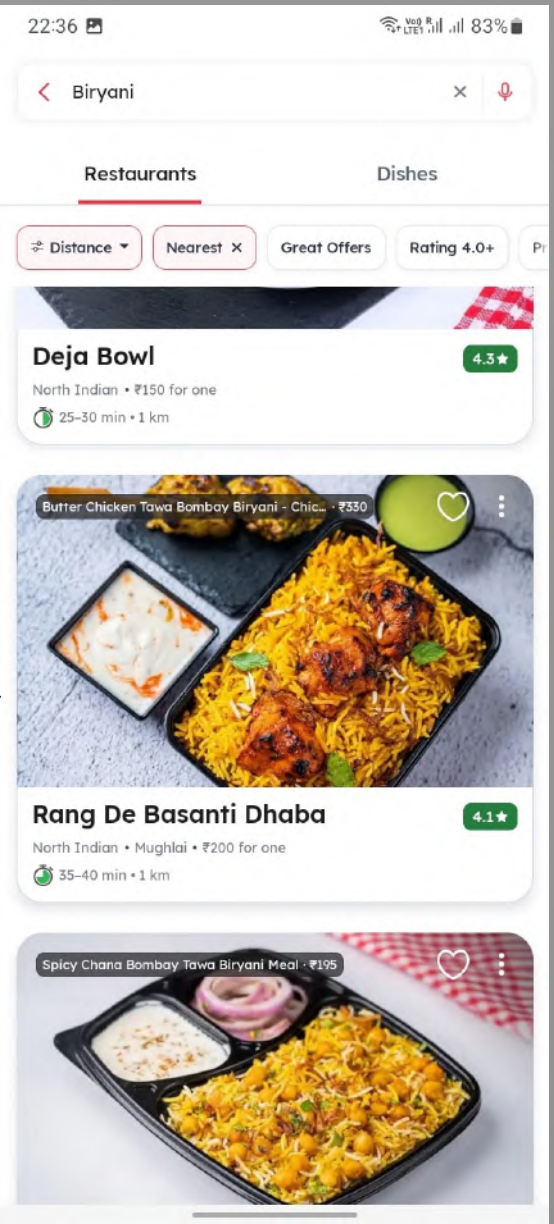 22:36 83%
Biryani
Restaurants Dishes
Distance Nearest Great Offers Rating 4.0+ Pr
Deja Bowl 4.3★
North Indian • ₹150 for one
25–30 min • 1 km
Butter Chicken Tawa Bombay Biryani - Chic... · ₹330
Rang De Basanti Dhaba 4.1★
North Indian • Mughlai • ₹200 for one
35–40 min • 1 km
Spicy Chana Bombay Tawa Biryani Meal · ₹195